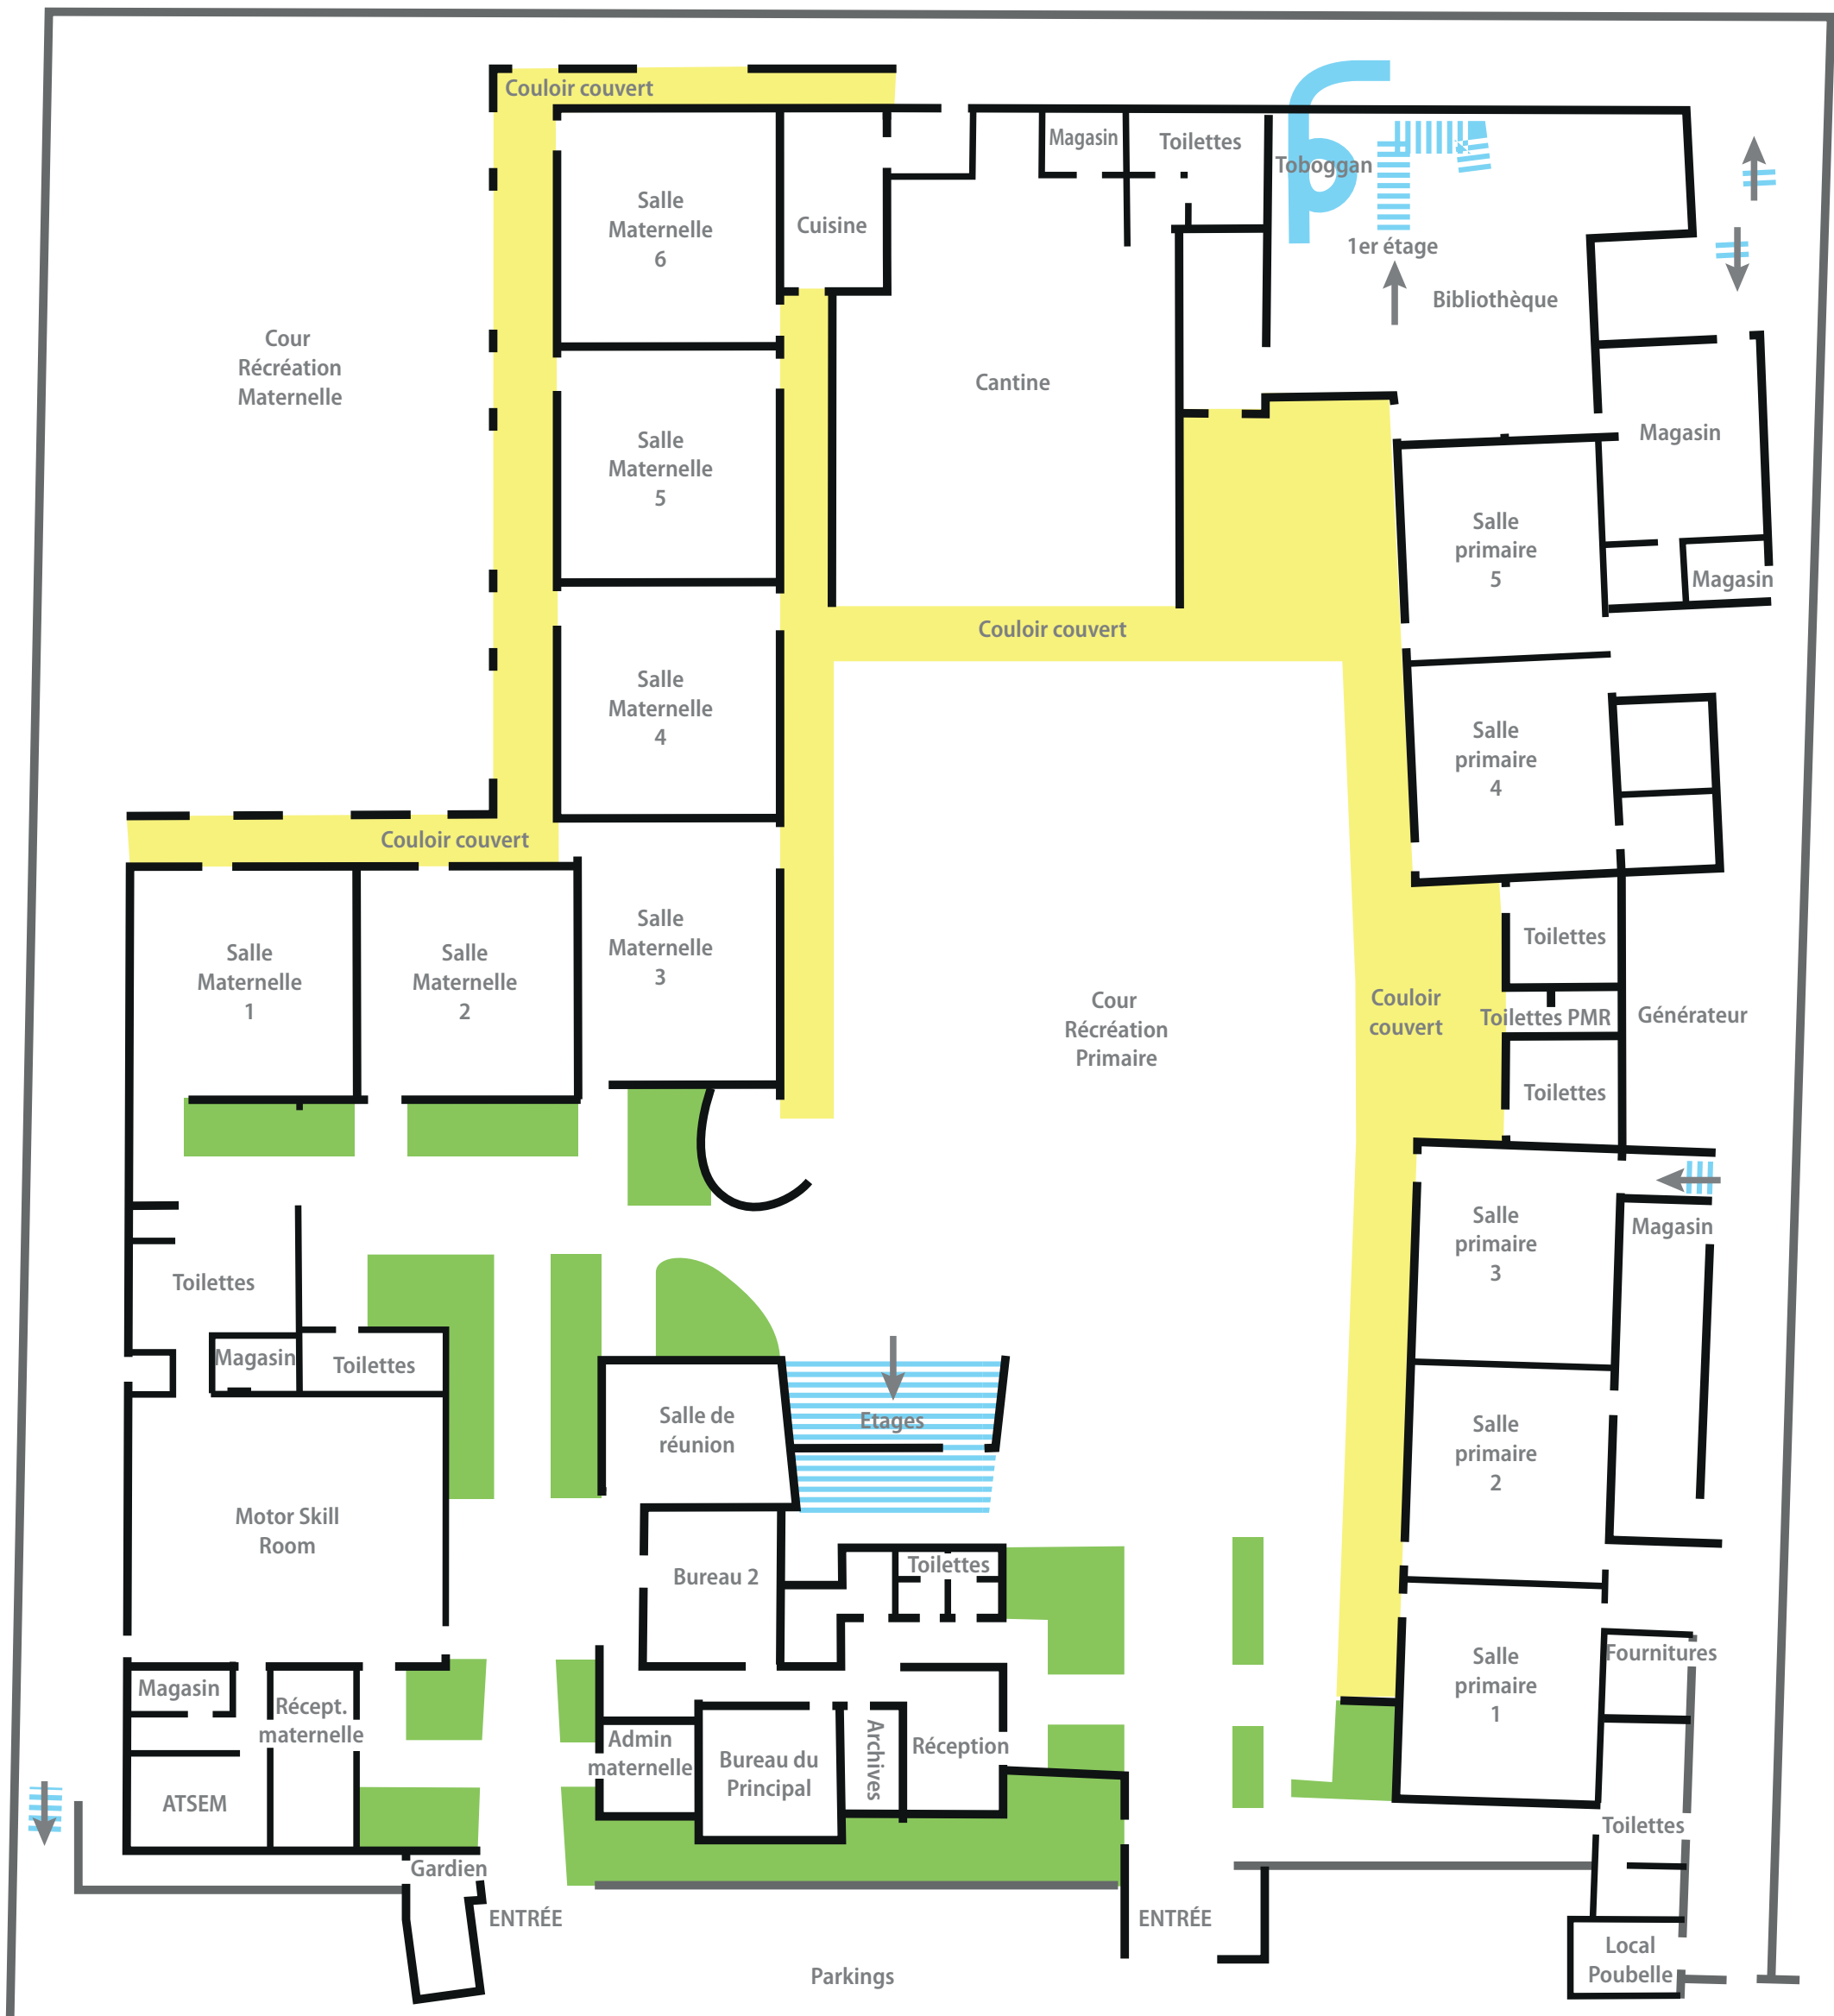 Couloir couvert
Magasin
Toilettes
Toboggan
Salle
Maternelle
6
Cuisine
1er étage
Bibliothèque
Cour
Récréation
Maternelle
Cantine
Salle
Maternelle
5
Magasin
Salle
primaire
5
Magasin
Couloir couvert
Salle
Maternelle
4
Salle
primaire
4
Couloir couvert
Salle
Maternelle
1
Salle
Maternelle
2
Salle
Maternelle
3
Cour
Récréation
Primaire
Couloir
couvert
Toilettes
Toilettes PMR
Générateur
Toilettes
Salle
primaire
3
Magasin
Toilettes
Magasin
Toilettes
Salle de
réunion
Etages
Salle
primaire
2
Motor Skill
Room
Bureau 2
Toilettes
Salle
primaire
1
Fournitures
Magasin
Récept.
maternelle
Admin
maternelle
Bureau du
Principal
Archives
Réception
ATSEM
Toilettes
Gardien
ENTRÉE
ENTRÉE
Parkings
Local
Poubelle